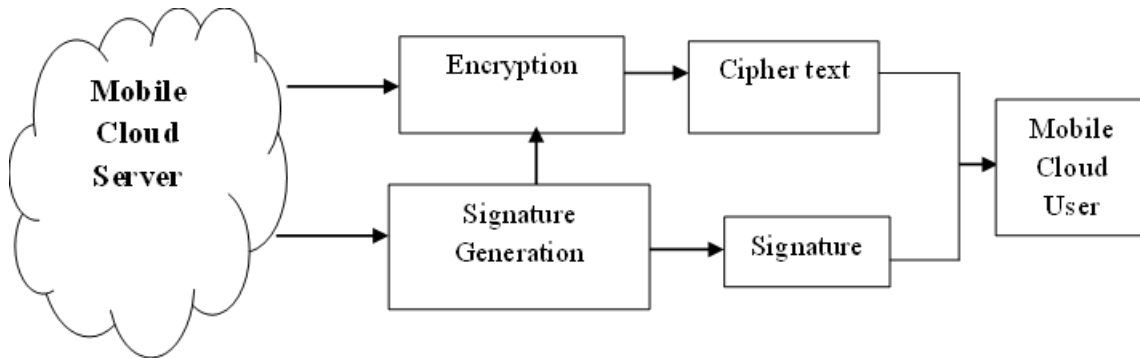 Mobile
Cloud
Server
Encryption
Cipher text
Signature
Generation
Signature
Mobile
Cloud
User